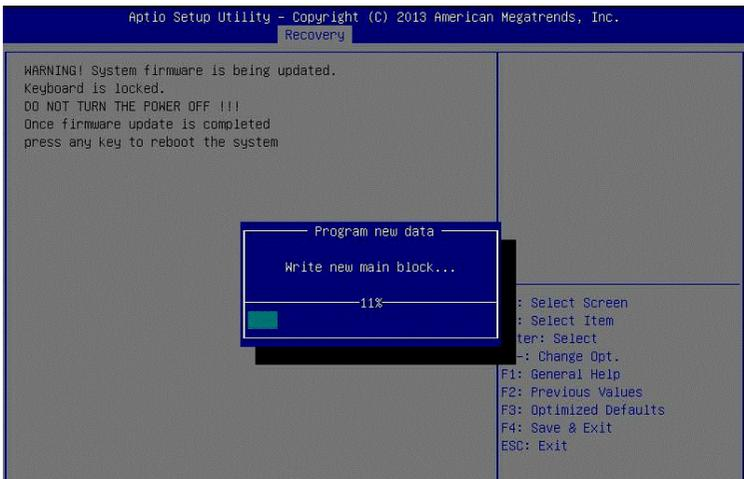 Aptio Setup Utility – Copyright (C) 2013 American Megatrends, Inc.
Recovery
WARNING! System firmware is being updated.
Keyboard is locked.
DO NOT TURN THE POWER OFF !!!
Once firmware update is completed
press any key to reboot the system
Program new data
Write new main block...
11%
: Select Screen
: Select Item
ter: Select
-: Change Opt.
F1: General Help
F2: Previous Values
F3: Optimized Defaults
F4: Save & Exit
ESC: Exit